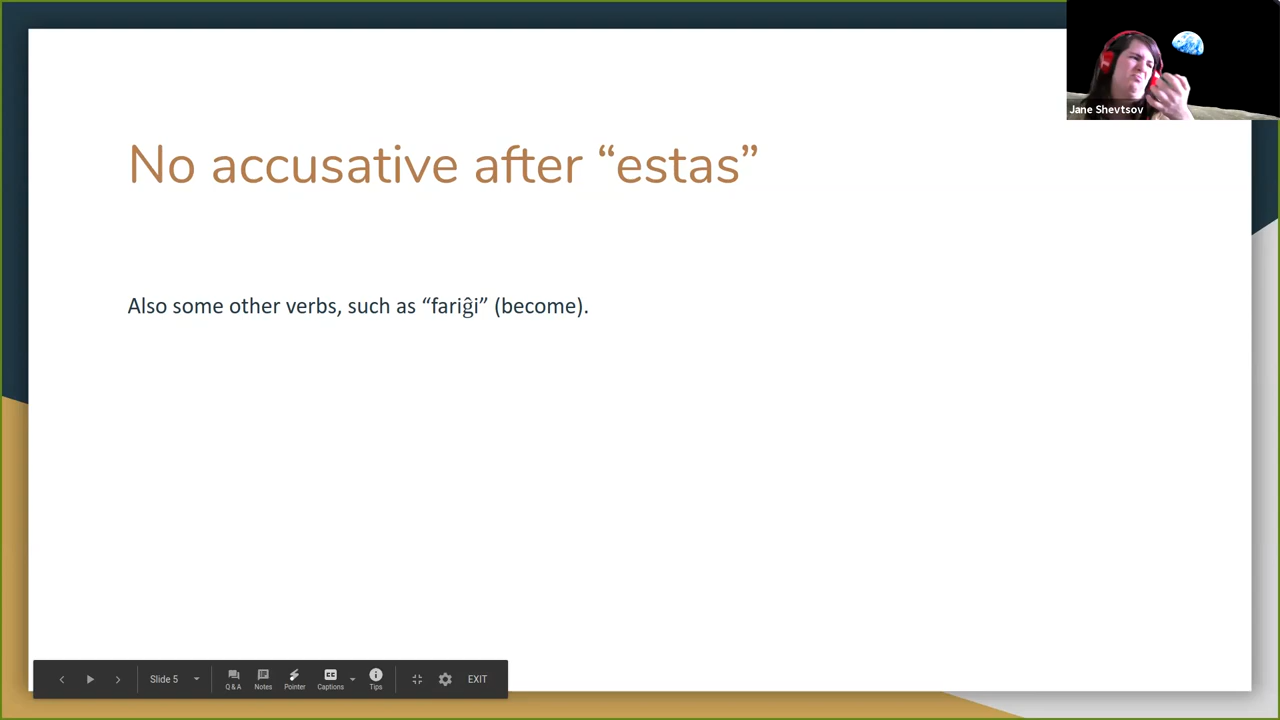 Jane Shevtsov
No accusative after “estas”
Also some other verbs, such as “fariĝi” (become).
Slide 5
Q & A
Notes
Pointer
Captions
Tips
EXIT